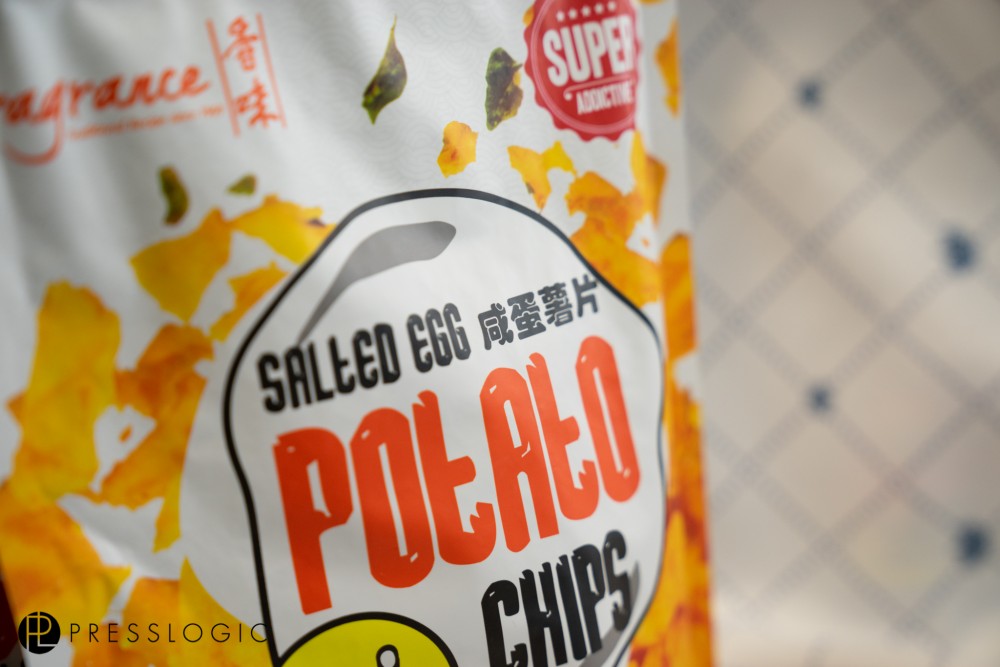 ragrance
香味
SUPER
ADDICTIVE
SALTED EGG 咸蛋薯片
POTATO
CHIPS
PRESSLOGIC